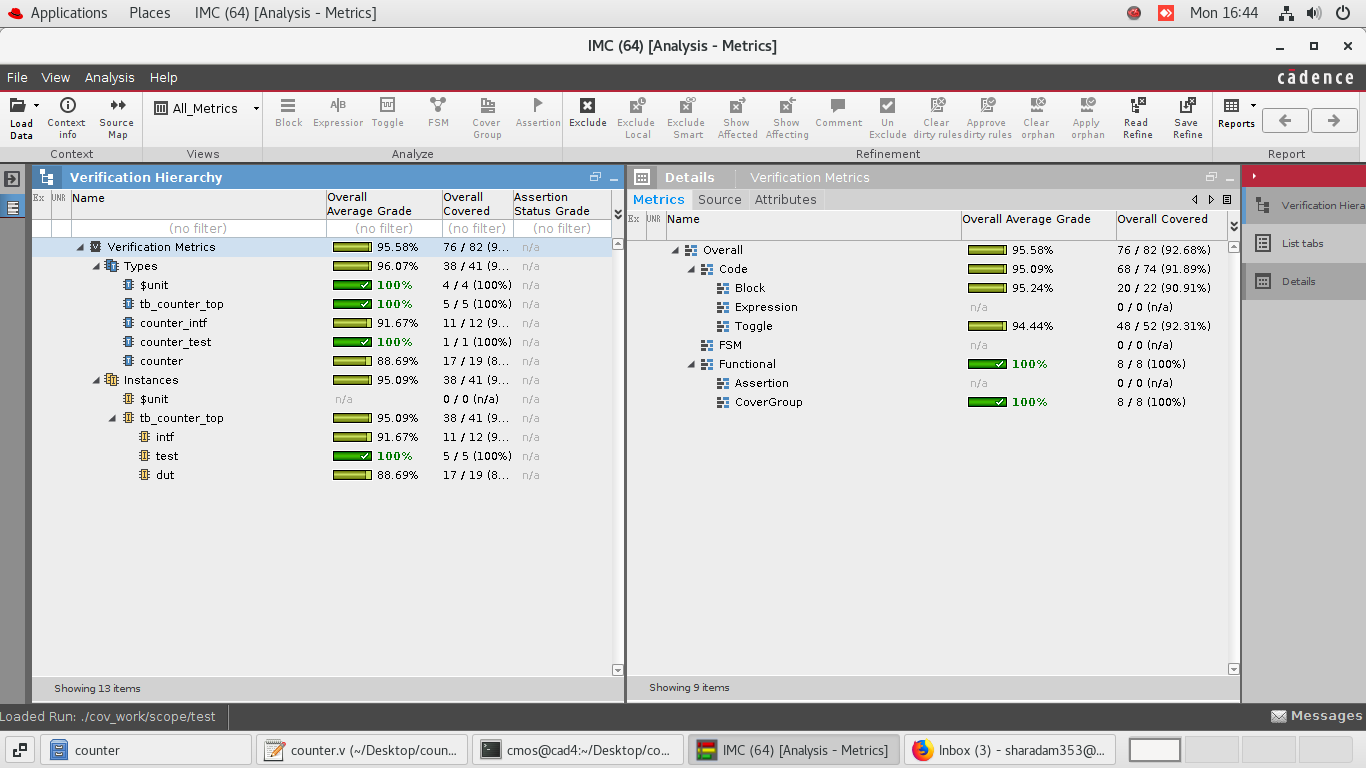 Applications Places IMC (64) [Analysis - Metrics] Mon 16:44
IMC (64) [Analysis - Metrics]
File View Analysis Help cādence
Load Data Context info Source Map All_Metrics Block Expression Toggle FSM Cover Group Assertion Exclude Exclude Local Exclude Smart Show Affected Show Affecting Comment Un Exclude Clear dirty rules Approve dirty rules Clear orphan Apply orphan Read Refine Save Refine Reports
Context Views Analyze Refinement Report
Verification Hierarchy
Ex UNR Name Overall Average Grade Overall Covered Assertion Status Grade
(no filter) (no filter) (no filter) (no filter)
Verification Metrics 95.58% 76 / 82 (9... n/a
Types 96.07% 38 / 41 (9... n/a
$unit 100% 4 / 4 (100%) n/a
tb_counter_top 100% 5 / 5 (100%) n/a
counter_intf 91.67% 11 / 12 (9... n/a
counter_test 100% 1 / 1 (100%) n/a
counter 88.69% 17 / 19 (8... n/a
Instances 95.09% 38 / 41 (9... n/a
$unit n/a 0 / 0 (n/a) n/a
tb_counter_top 95.09% 38 / 41 (9... n/a
intf 91.67% 11 / 12 (9... n/a
test 100% 5 / 5 (100%) n/a
dut 88.69% 17 / 19 (8... n/a
Showing 13 items
Details Verification Metrics
Metrics Source Attributes
Ex UNR Name Overall Average Grade Overall Covered
Overall 95.58% 76 / 82 (92.68%)
Code 95.09% 68 / 74 (91.89%)
Block 95.24% 20 / 22 (90.91%)
Expression n/a 0 / 0 (n/a)
Toggle 94.44% 48 / 52 (92.31%)
FSM n/a 0 / 0 (n/a)
Functional 100% 8 / 8 (100%)
Assertion n/a 0 / 0 (n/a)
CoverGroup 100% 8 / 8 (100%)
Showing 9 items
Verification Hiera
List tabs
Details
Loaded Run: ./cov_work/scope/test Messages
counter counter.v (~/Desktop/coun... cmos@cad4:~/Desktop/co... IMC (64) [Analysis - Metrics] Inbox (3) - sharadam353@...